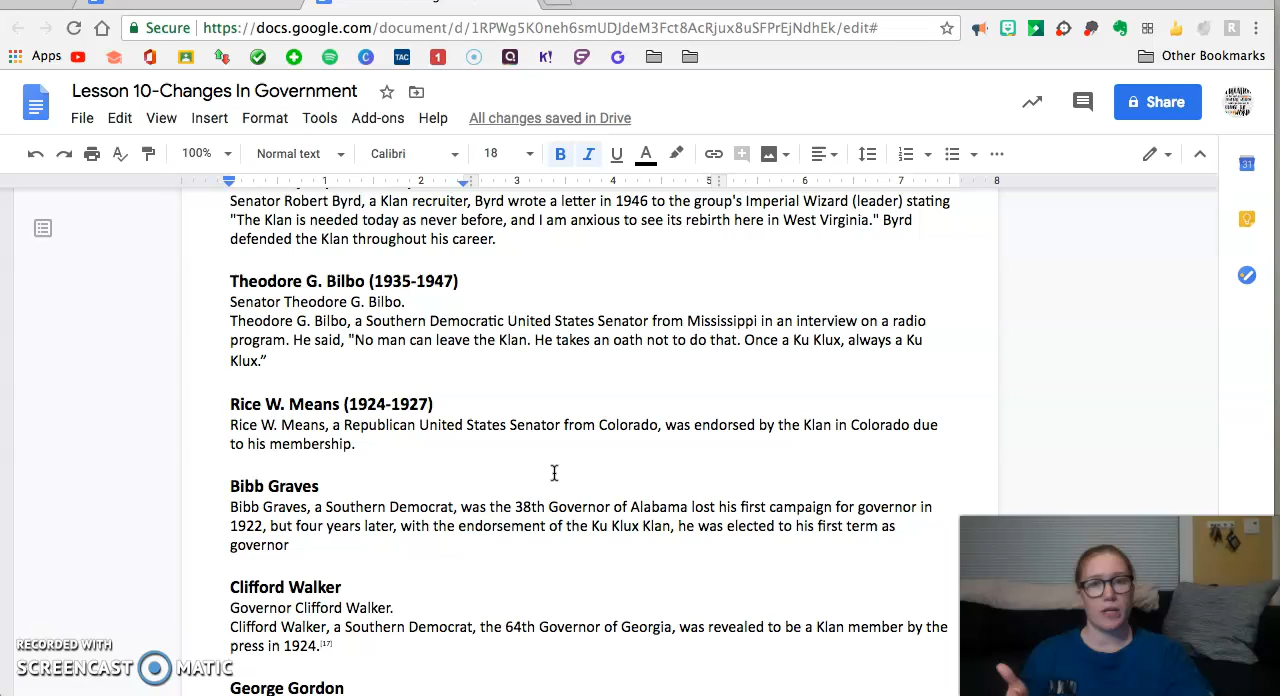 Secure https://docs.google.com/document/d/1RPWg5K0neh6smUDJdeM3Fct8AcRjux8uSFPrEjNdhEk/edit#
Apps
TAC
1
K!
Other Bookmarks
Lesson 10-Changes In Government
File Edit View Insert Format Tools Add-ons Help All changes saved in Drive
Share
100% Normal text Calibri 18 B I U A
1 2 3 4 5 6 7 8
31
Senator Robert Byrd, a Klan recruiter, Byrd wrote a letter in 1946 to the group's Imperial Wizard (leader) stating
"The Klan is needed today as never before, and I am anxious to see its rebirth here in West Virginia." Byrd
defended the Klan throughout his career.
Theodore G. Bilbo (1935-1947)
Senator Theodore G. Bilbo.
Theodore G. Bilbo, a Southern Democratic United States Senator from Mississippi in an interview on a radio
program. He said, "No man can leave the Klan. He takes an oath not to do that. Once a Ku Klux, always a Ku
Klux.”
Rice W. Means (1924-1927)
Rice W. Means, a Republican United States Senator from Colorado, was endorsed by the Klan in Colorado due
to his membership.
Bibb Graves
Bibb Graves, a Southern Democrat, was the 38th Governor of Alabama lost his first campaign for governor in
1922, but four years later, with the endorsement of the Ku Klux Klan, he was elected to his first term as
governor
Clifford Walker
Governor Clifford Walker.
Clifford Walker, a Southern Democrat, the 64th Governor of Georgia, was revealed to be a Klan member by the
press in 1924.[17]
George Gordon
RECORDED WITH
SCREENCAST MATIC